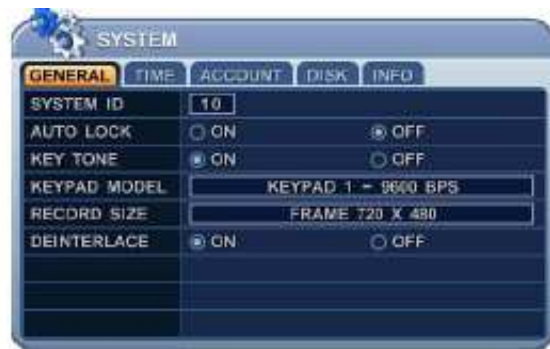 SYSTEM
GENERAL TIME ACCOUNT DISK INFO
SYSTEM ID 10
AUTO LOCK ON OFF
KEY TONE ON OFF
KEYPAD MODEL KEYPAD 1 - 9600 BPS
RECORD SIZE FRAME 720 X 480
DEINTERLACE ON OFF